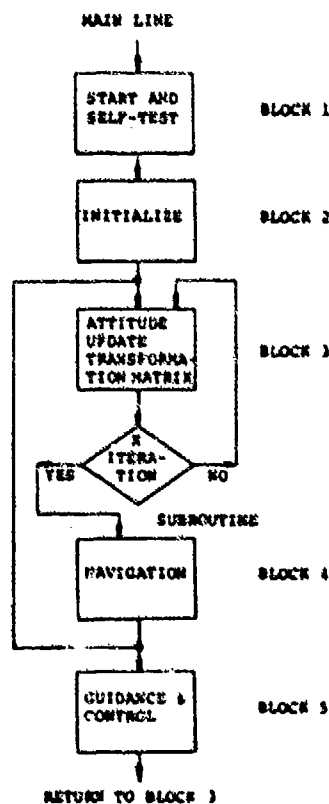 MAIN LINE
START AND
SELF-TEST
BLOCK 1
INITIALIZE
BLOCK 2
ATTITUDE
UPDATE
TRANSFORMA-
TION MATRIX
BLOCK 3
ITERA-
TION
YES
NO
SUBROUTINE
NAVIGATION
BLOCK 4
GUIDANCE &
CONTROL
BLOCK 5
RETURN TO BLOCK 3